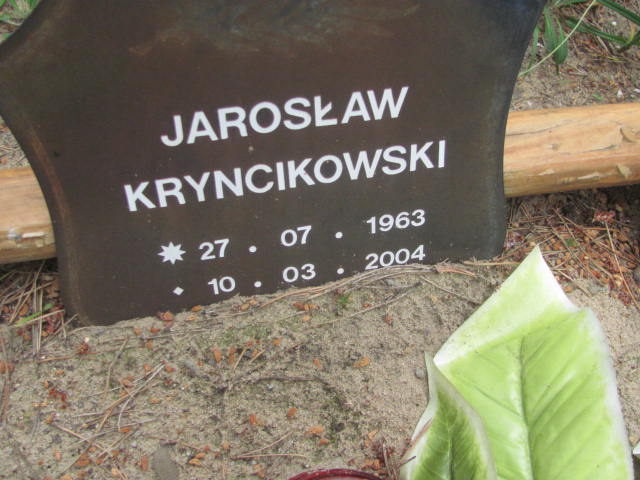 JAROSŁAW
KRYNCIKOWSKI
27 . 07 . 1963
10 . 03 . 2004